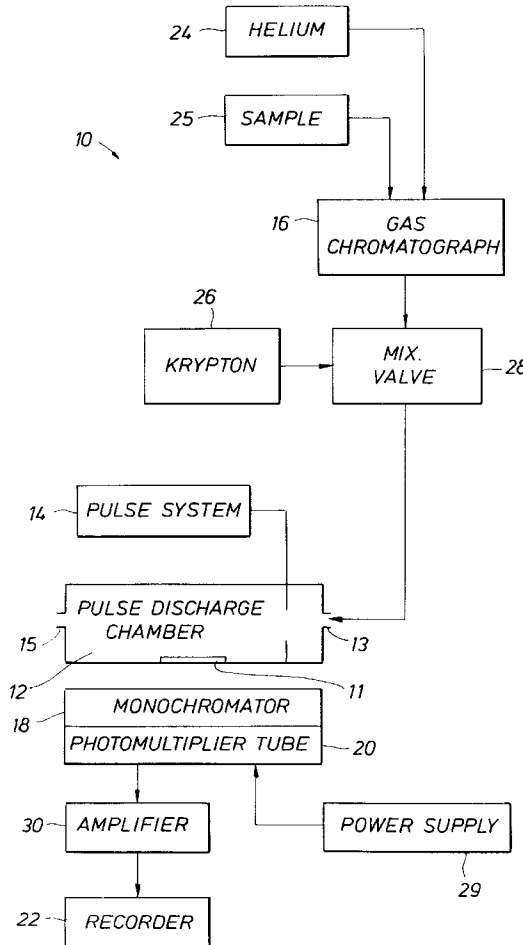 24
HELIUM
25
SAMPLE
10
16
GAS
CHROMATOGRAPH
26
KRYPTON
MIX.
VALVE
28
14
PULSE SYSTEM
PULSE DISCHARGE
CHAMBER
15
13
12
11
18
MONOCHROMATOR
PHOTOMULTIPLIER TUBE
20
30
AMPLIFIER
POWER SUPPLY
29
22
RECORDER